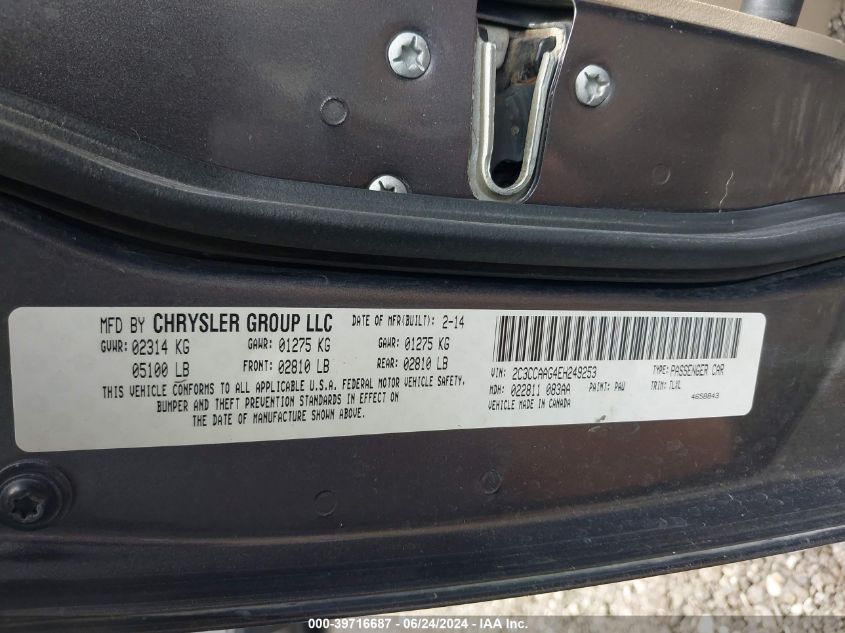 MFD BY CHRYSLER GROUP LLC DATE OF MFR(BUILT): 2-14
GVWR: 02314 KG GAWR: 01275 KG GAWR: 01275 KG
05100 LB FRONT: 02810 LB REAR: 02810 LB
THIS VEHICLE CONFORMS TO ALL APPLICABLE U.S.A. FEDERAL MOTOR VEHICLE SAFETY,
BUMPER AND THEFT PREVENTION STANDARDS IN EFFECT ON
THE DATE OF MANUFACTURE SHOWN ABOVE.
VIN: 2C3CCAAG4EH249253 TYPE: PASSENGER CAR
MDH: 022811 083AA PAINT: PAU TRIM: TLVL
VEHICLE MADE IN CANADA 4658843
000-39716687 - 06/24/2024 - IAA Inc.